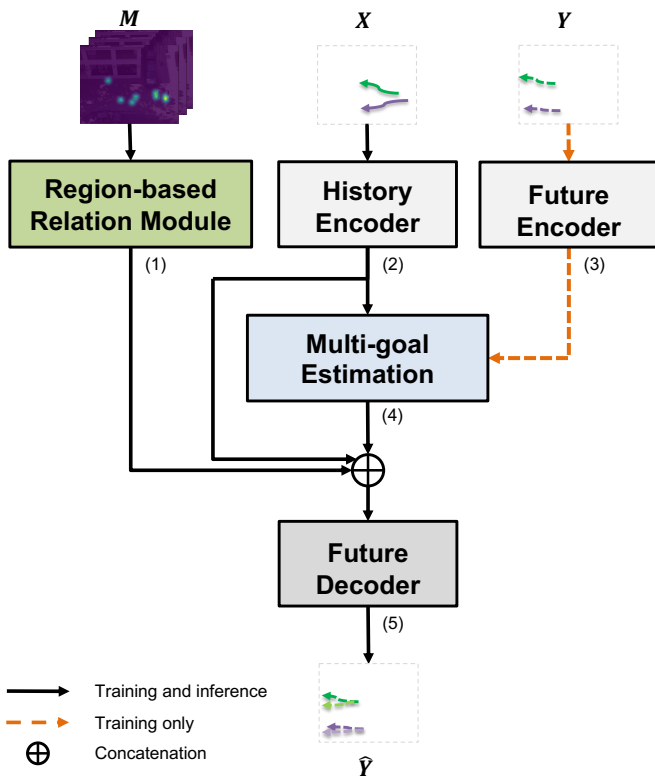 M
X
Y
Region-based
Relation Module
History
Encoder
Future
Encoder
(1)
(2)
(3)
Multi-goal
Estimation
(4)
Future
Decoder
(5)
Training and inference
Training only
Concatenation
Ŷ